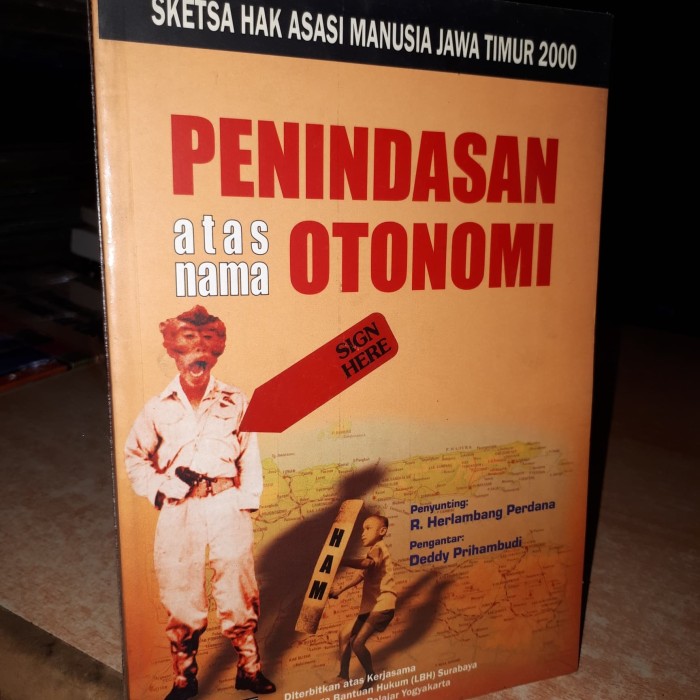 SKETSA HAK ASASI MANUSIA JAWA TIMUR 2000
PENINDASAN
atas
nama
OTONOMI
SIGN
HERE
Penyunting:
R. Herlambang Perdana
Pengantar:
Deddy Prihambudi
HAM
Diterbitkan atas Kerjasama
Bantuan Hukum (LBH) Surabaya
Pelajar Yogyakarta